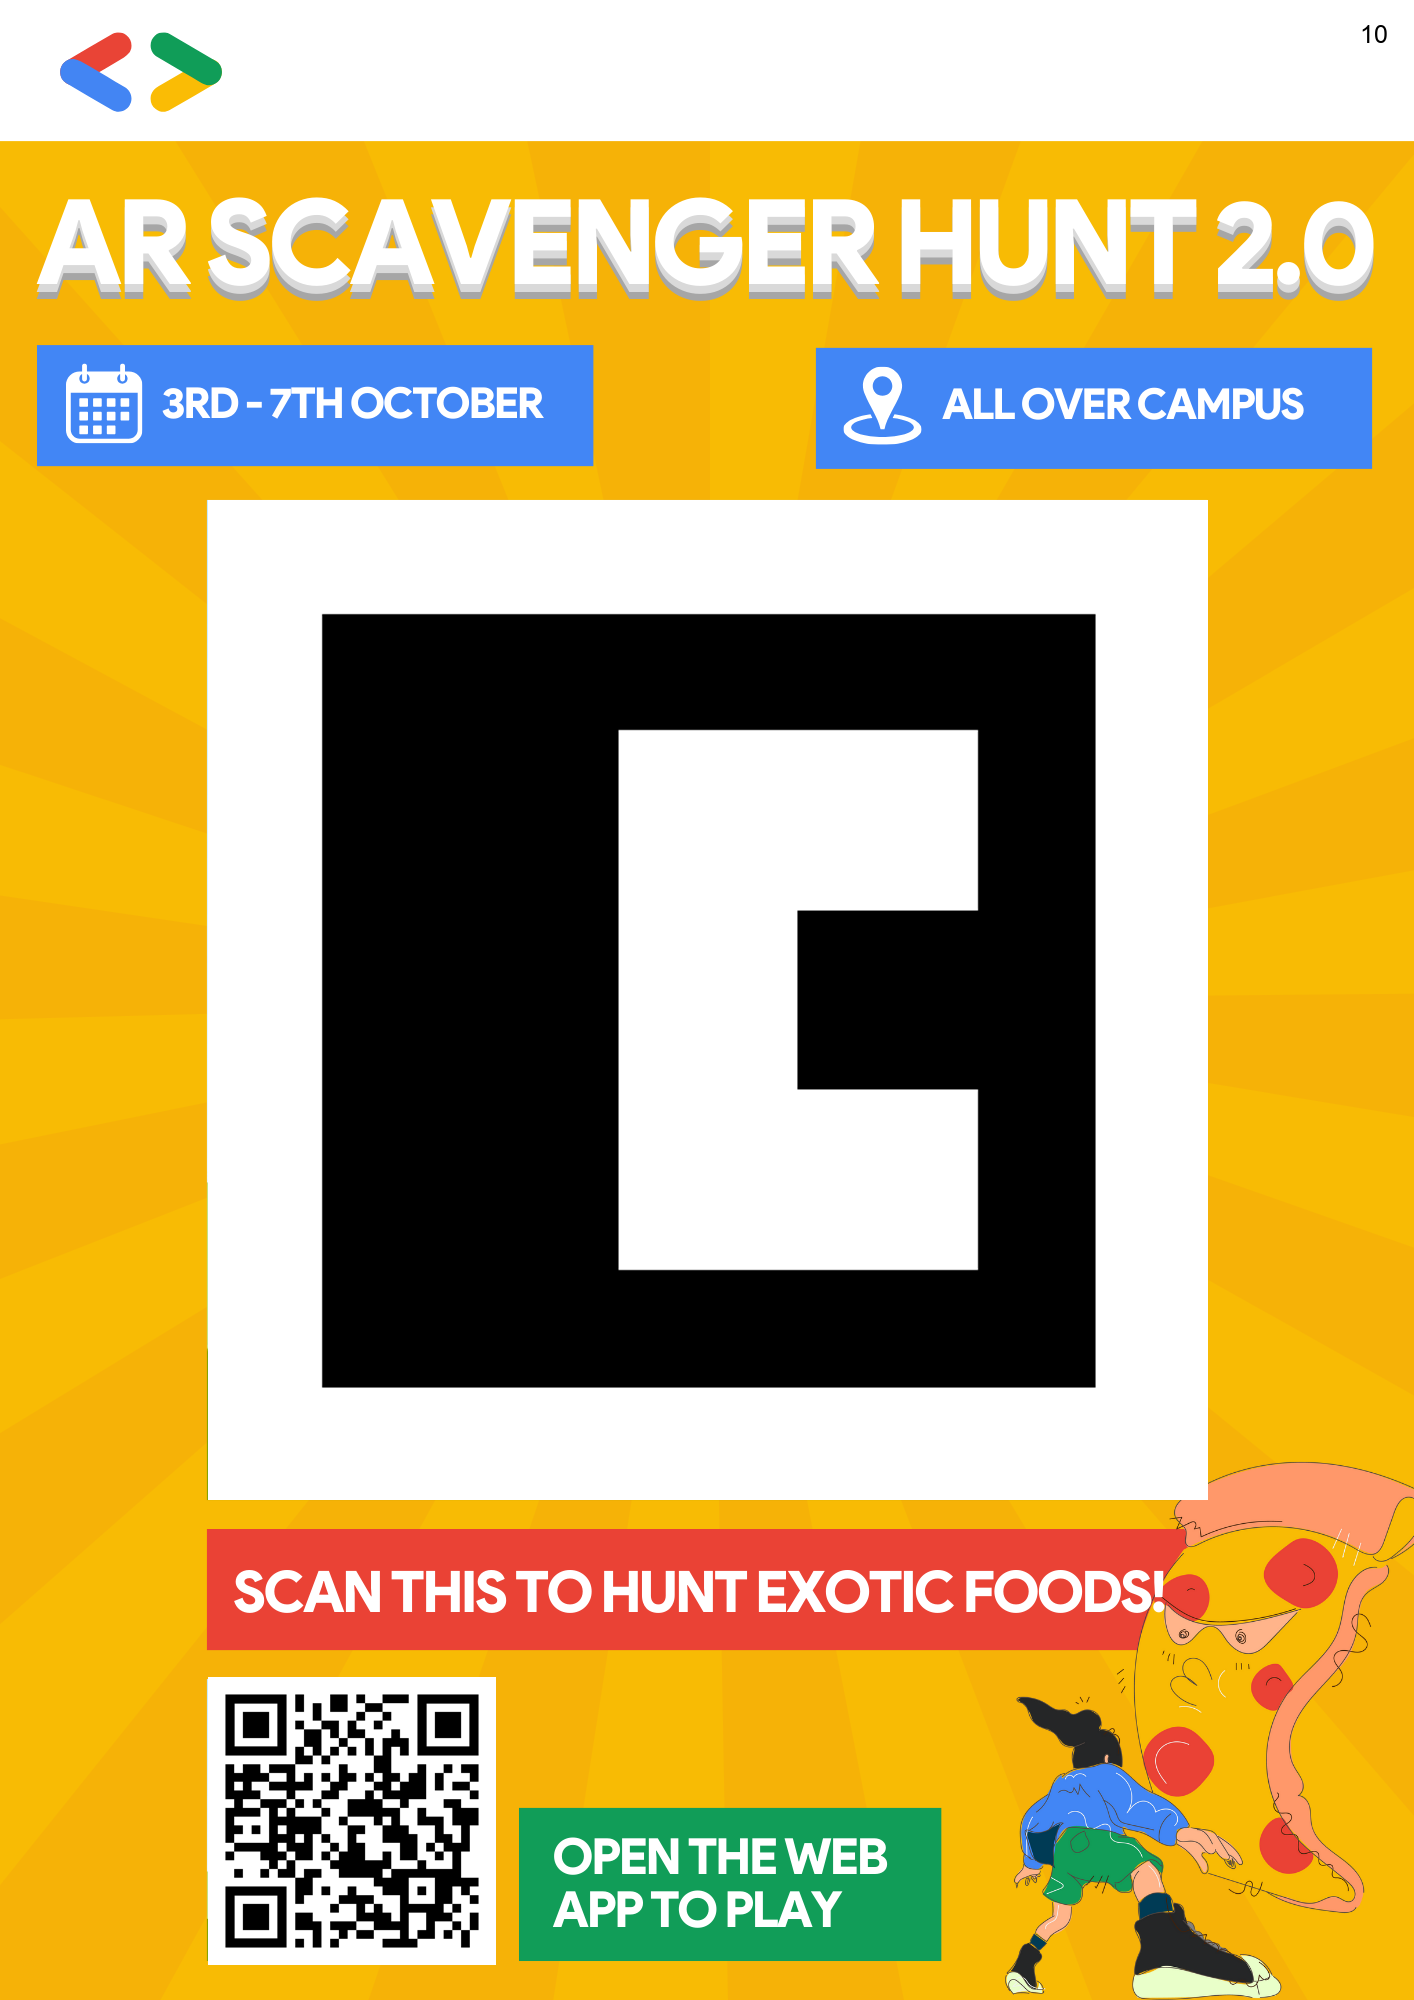 10
AR SCAVENGER HUNT 2.0
3RD - 7TH OCTOBER
ALL OVER CAMPUS
SCAN THIS TO HUNT EXOTIC FOODS!
OPEN THE WEB
APP TO PLAY